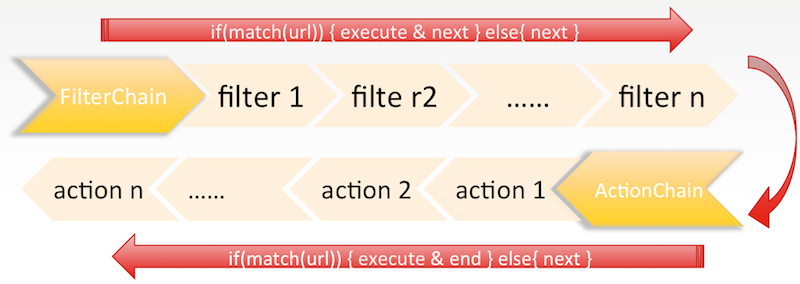 if(match(url)) { execute & next } else{ next }
FilterChain filter 1 filte r2 ...... filter n
action n ...... action 2 action 1 ActionChain
if(match(url)) { execute & end } else{ next }